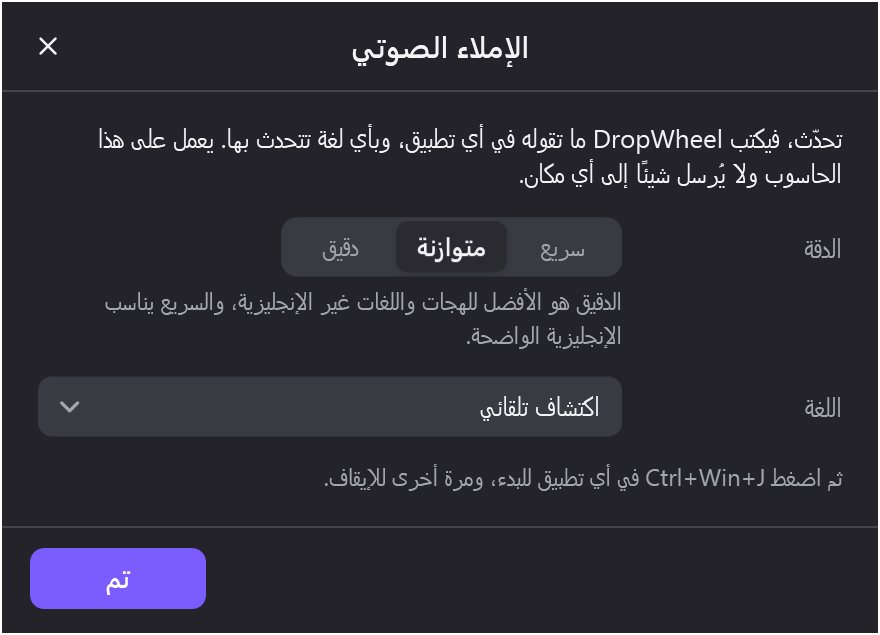 الإملاء الصوتي
تحدّث، فيكتب DropWheel ما تقوله في أي تطبيق، وبأي لغة تتحدث بها. يعمل على هذا
الحاسوب ولا يُرسل شيئًا إلى أي مكان.
الدقة
سريع متوازنة دقيق
الدقيق هو الأفضل للهجات واللغات غير الإنجليزية، والسريع يناسب
الإنجليزية الواضحة.
اللغة
اكتشاف تلقائي
ثم اضغط Ctrl+Win+J في أي تطبيق للبدء، ومرة أخرى للإيقاف.
تم